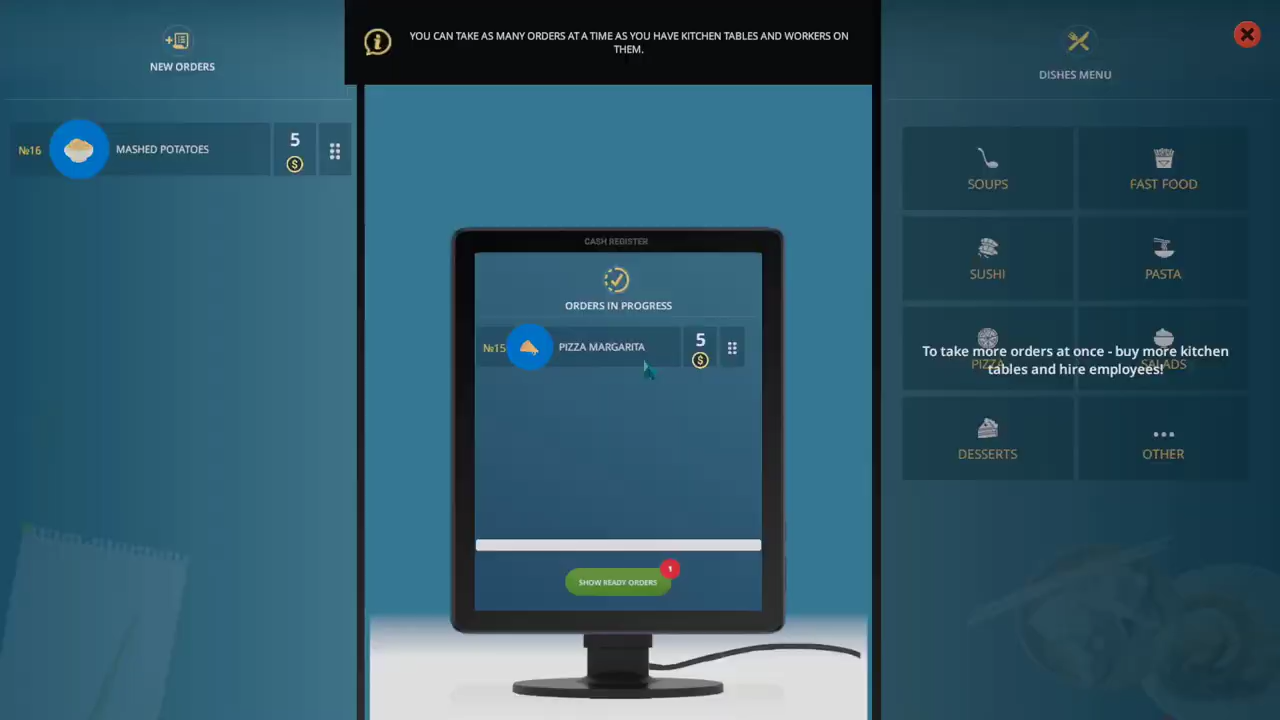 NEW ORDERS
№16
MASHED POTATOES
5
YOU CAN TAKE AS MANY ORDERS AT A TIME AS YOU HAVE KITCHEN TABLES AND WORKERS ON
THEM.
CASH REGISTER
ORDERS IN PROGRESS
№15
PIZZA MARGARITA
5
SHOW READY ORDERS
1
DISHES MENU
SOUPS
FAST FOOD
SUSHI
PASTA
PIZZA
SALADS
To take more orders at once - buy more kitchen
tables and hire employees!
DESSERTS
OTHER